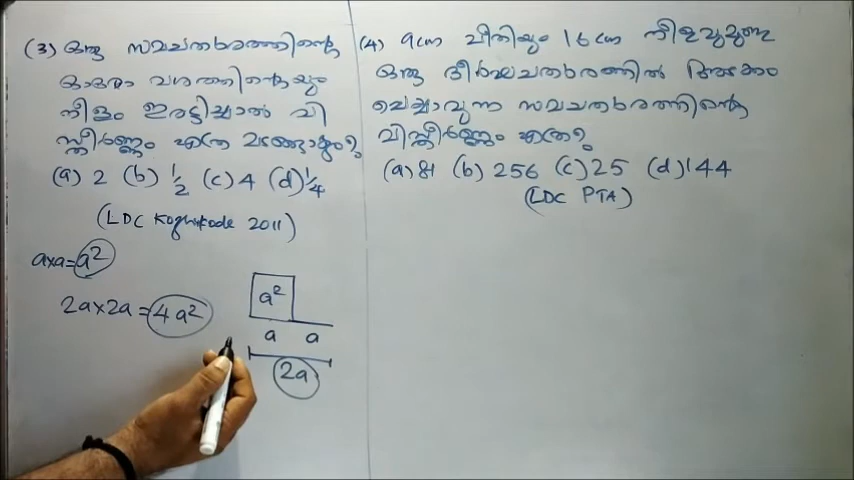 (3) ഒരു സമചതുരത്തിന്റെ
ഓരോ വശത്തിന്റെയും
നീളം ഇരട്ടിച്ചാൽ വി
സ്തീർണ്ണം എത്ര മടങ്ങാകും?
(a) 2 (b) 1/2 (c) 4 (d) 1/4
(LDC Kozhikode 2011)
a×a=a²
2a×2a=4a²
a²
a a
2a
(4) 9cm വീതിയും 16cm നീളവുമുള്ള
ഒരു ദീർഘചതുരത്തിൽ
സമചതുരത്തിന്റെ
വിസ്തീർണ്ണം എത്ര?
(a) 81 (b) 256 (c) 25 (d) 144
(LDC PTA)